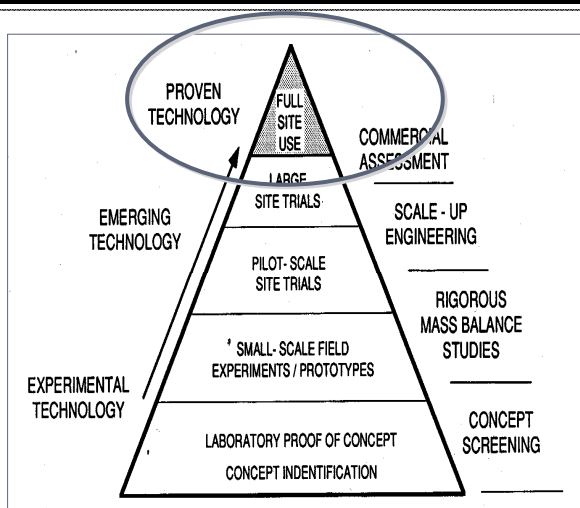 PROVEN
TECHNOLOGY
FULL
SITE
USE
COMMERCIAL
ASSESSMENT
LARGE
SITE TRIALS
EMERGING
TECHNOLOGY
SCALE - UP
ENGINEERING
PILOT- SCALE
SITE TRIALS
RIGOROUS
MASS BALANCE
STUDIES
* SMALL- SCALE FIELD
EXPERIMENTS / PROTOTYPES
EXPERIMENTAL
TECHNOLOGY
CONCEPT
SCREENING
LABORATORY PROOF OF CONCEPT
CONCEPT INDENTIFICATION